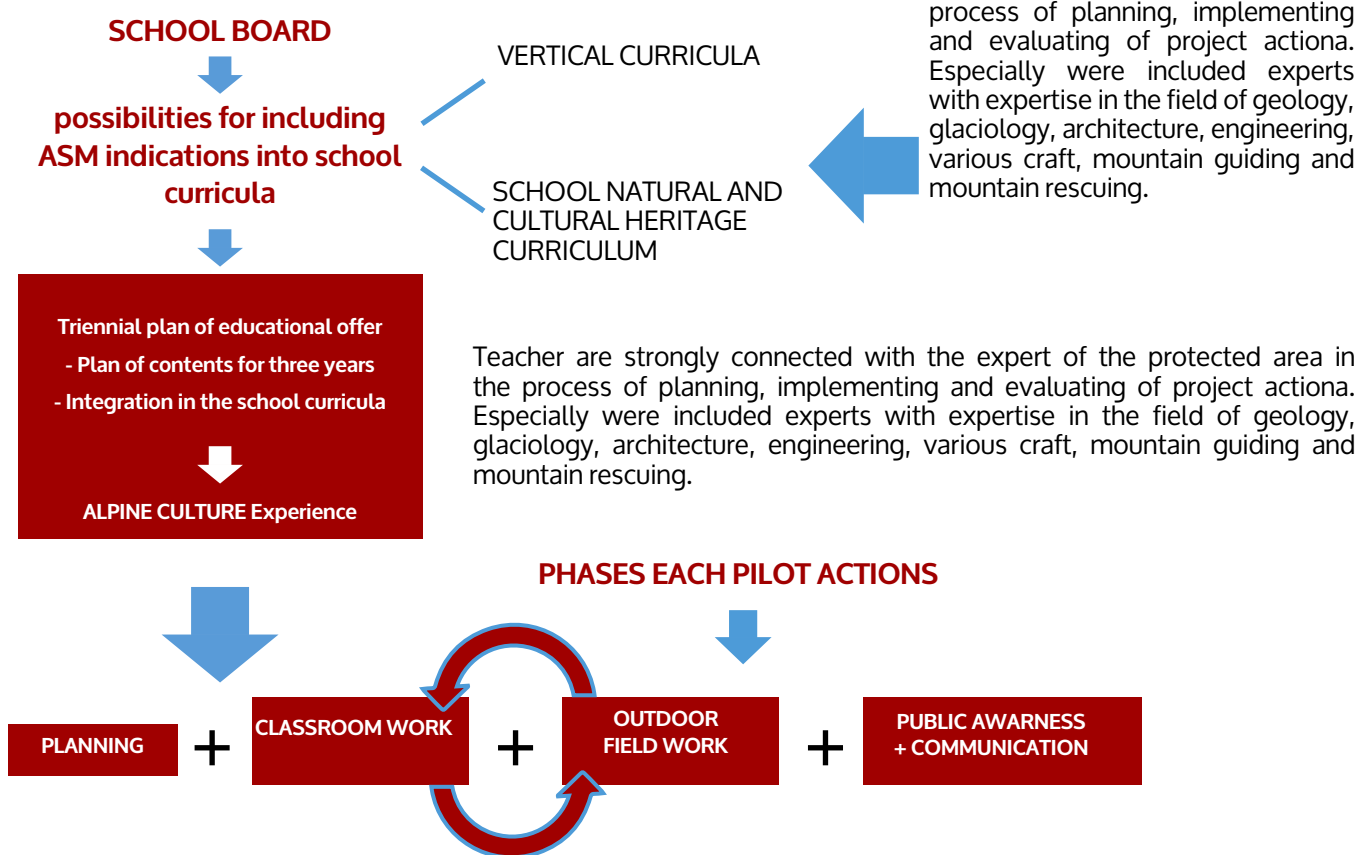 SCHOOL BOARD
possibilities for including
ASM indications into school
curricula
VERTICAL CURRICULA
SCHOOL NATURAL AND
CULTURAL HERITAGE
CURRICULUM
process of planning, implementing
and evaluating of project actiona.
Especially were included experts
with expertise in the field of geology,
glaciology, architecture, engineering,
various craft, mountain guiding and
mountain rescuing.
Triennial plan of educational offer
- Plan of contents for three years
- Integration in the school curricula
ALPINE CULTURE Experience
Teacher are strongly connected with the expert of the protected area in
the process of planning, implementing and evaluating of project actiona.
Especially were included experts with expertise in the field of geology,
glaciology, architecture, engineering, various craft, mountain guiding and
mountain rescuing.
PHASES EACH PILOT ACTIONS
PLANNING
+
CLASSROOM WORK
+
OUTDOOR
FIELD WORK
+
PUBLIC AWARNESS
+ COMMUNICATION